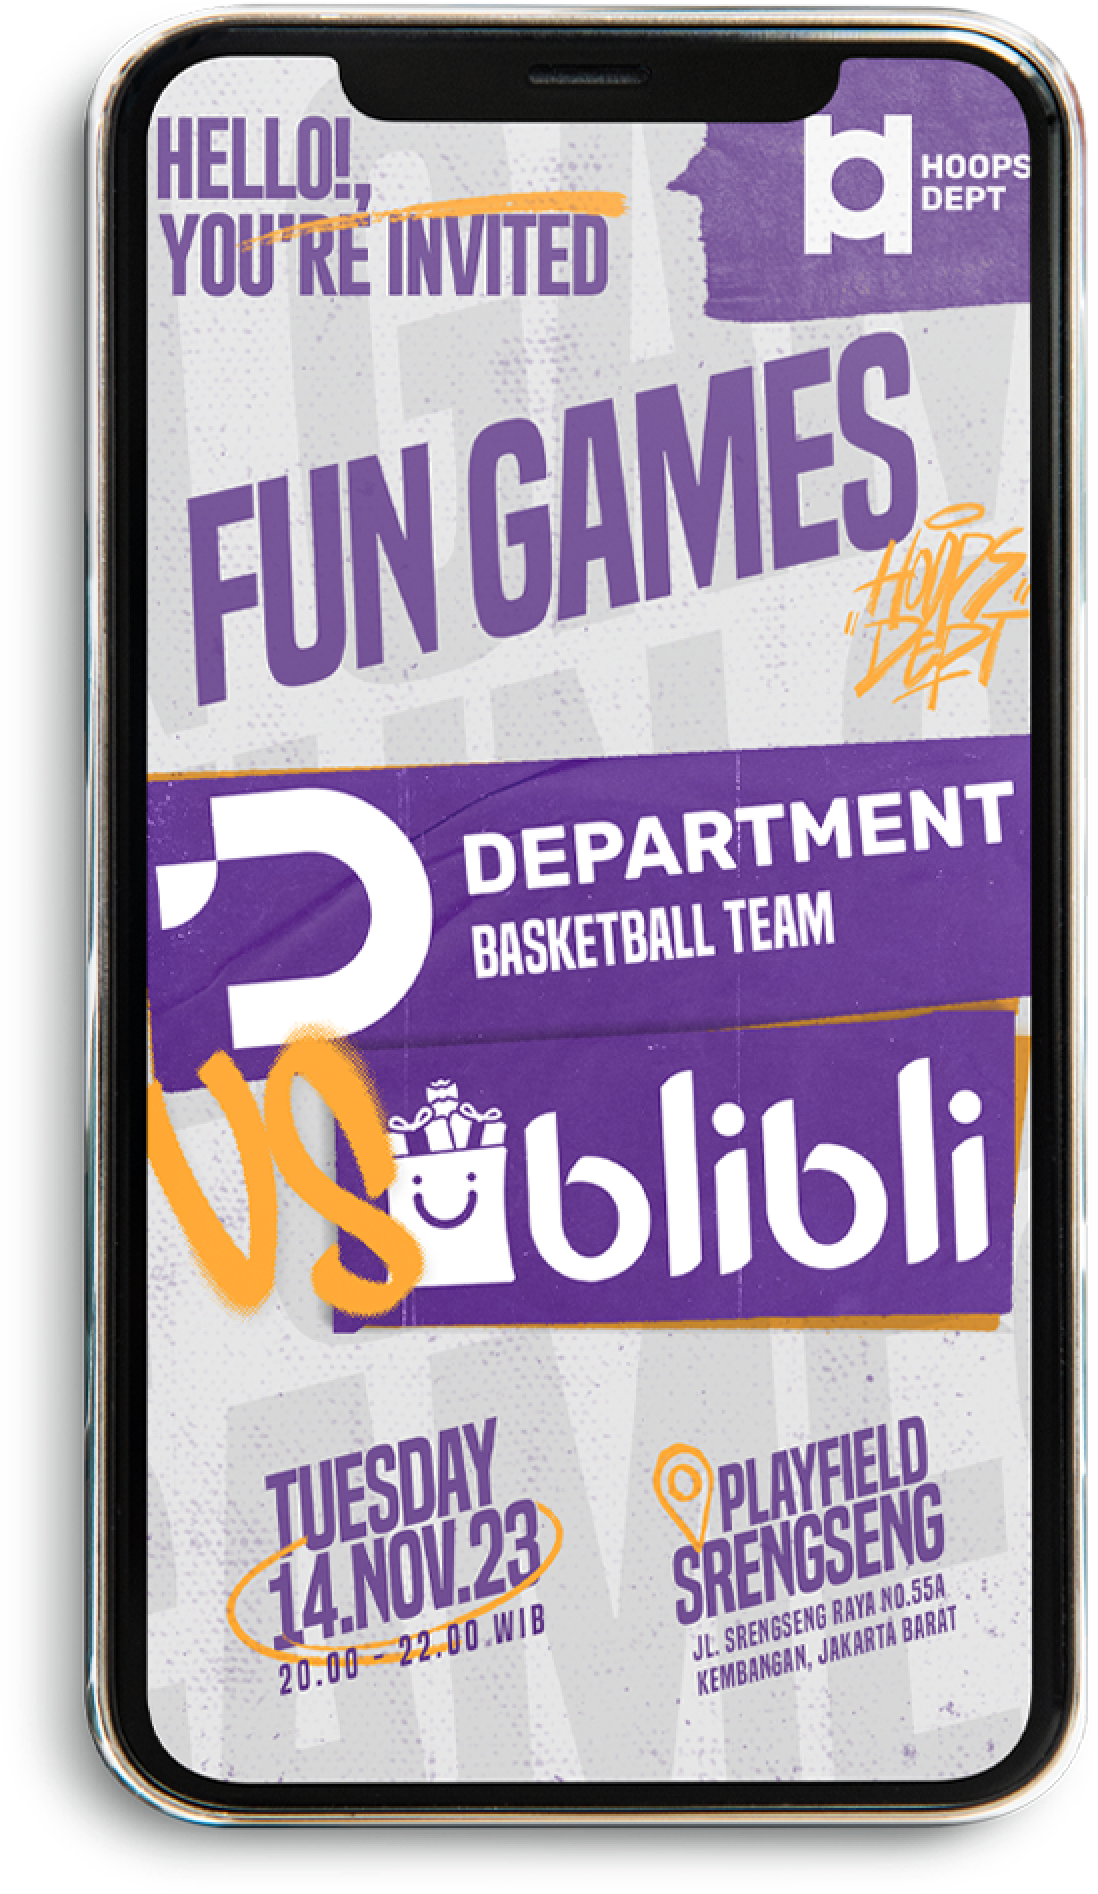 HELLO!,
YOU'RE INVITED
HOOPS
DEPT
FUN GAMES
HOOPS
DEPT
DEPARTMENT
BASKETBALL TEAM
VS
blibli
TUESDAY
14.NOV.23
20.00 - 22.00 WIB
PLAYFIELD
SRENGSENG
JL. SRENGSENG RAYA NO.55A
KEMBANGAN, JAKARTA BARAT